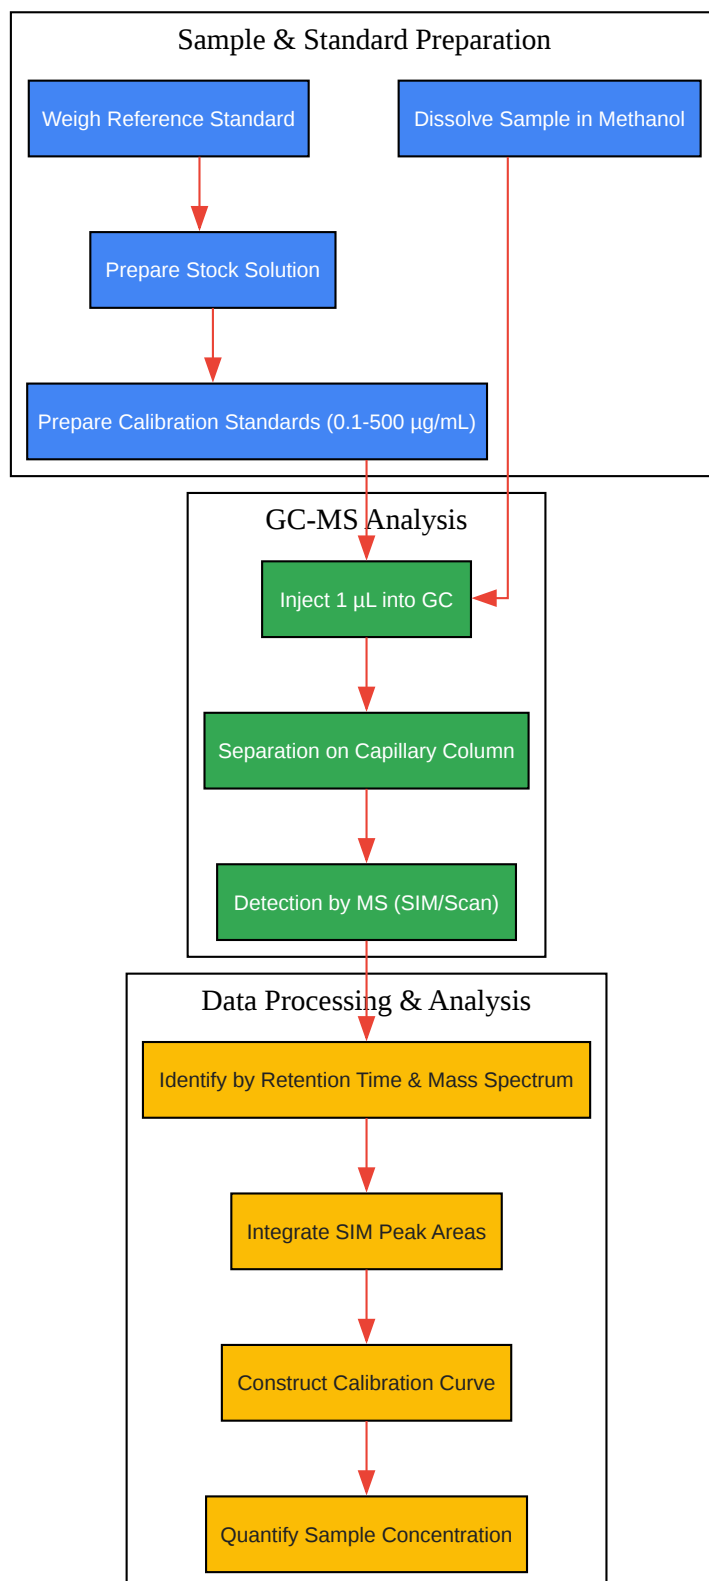 Sample & Standard Preparation
Weigh Reference Standard
Dissolve Sample in Methanol
Prepare Stock Solution
Prepare Calibration Standards (0.1-500 µg/mL)
GC-MS Analysis
Inject 1 µL into GC
Separation on Capillary Column
Detection by MS (SIM/Scan)
Data Processing & Analysis
Identify by Retention Time & Mass Spectrum
Integrate SIM Peak Areas
Construct Calibration Curve
Quantify Sample Concentration